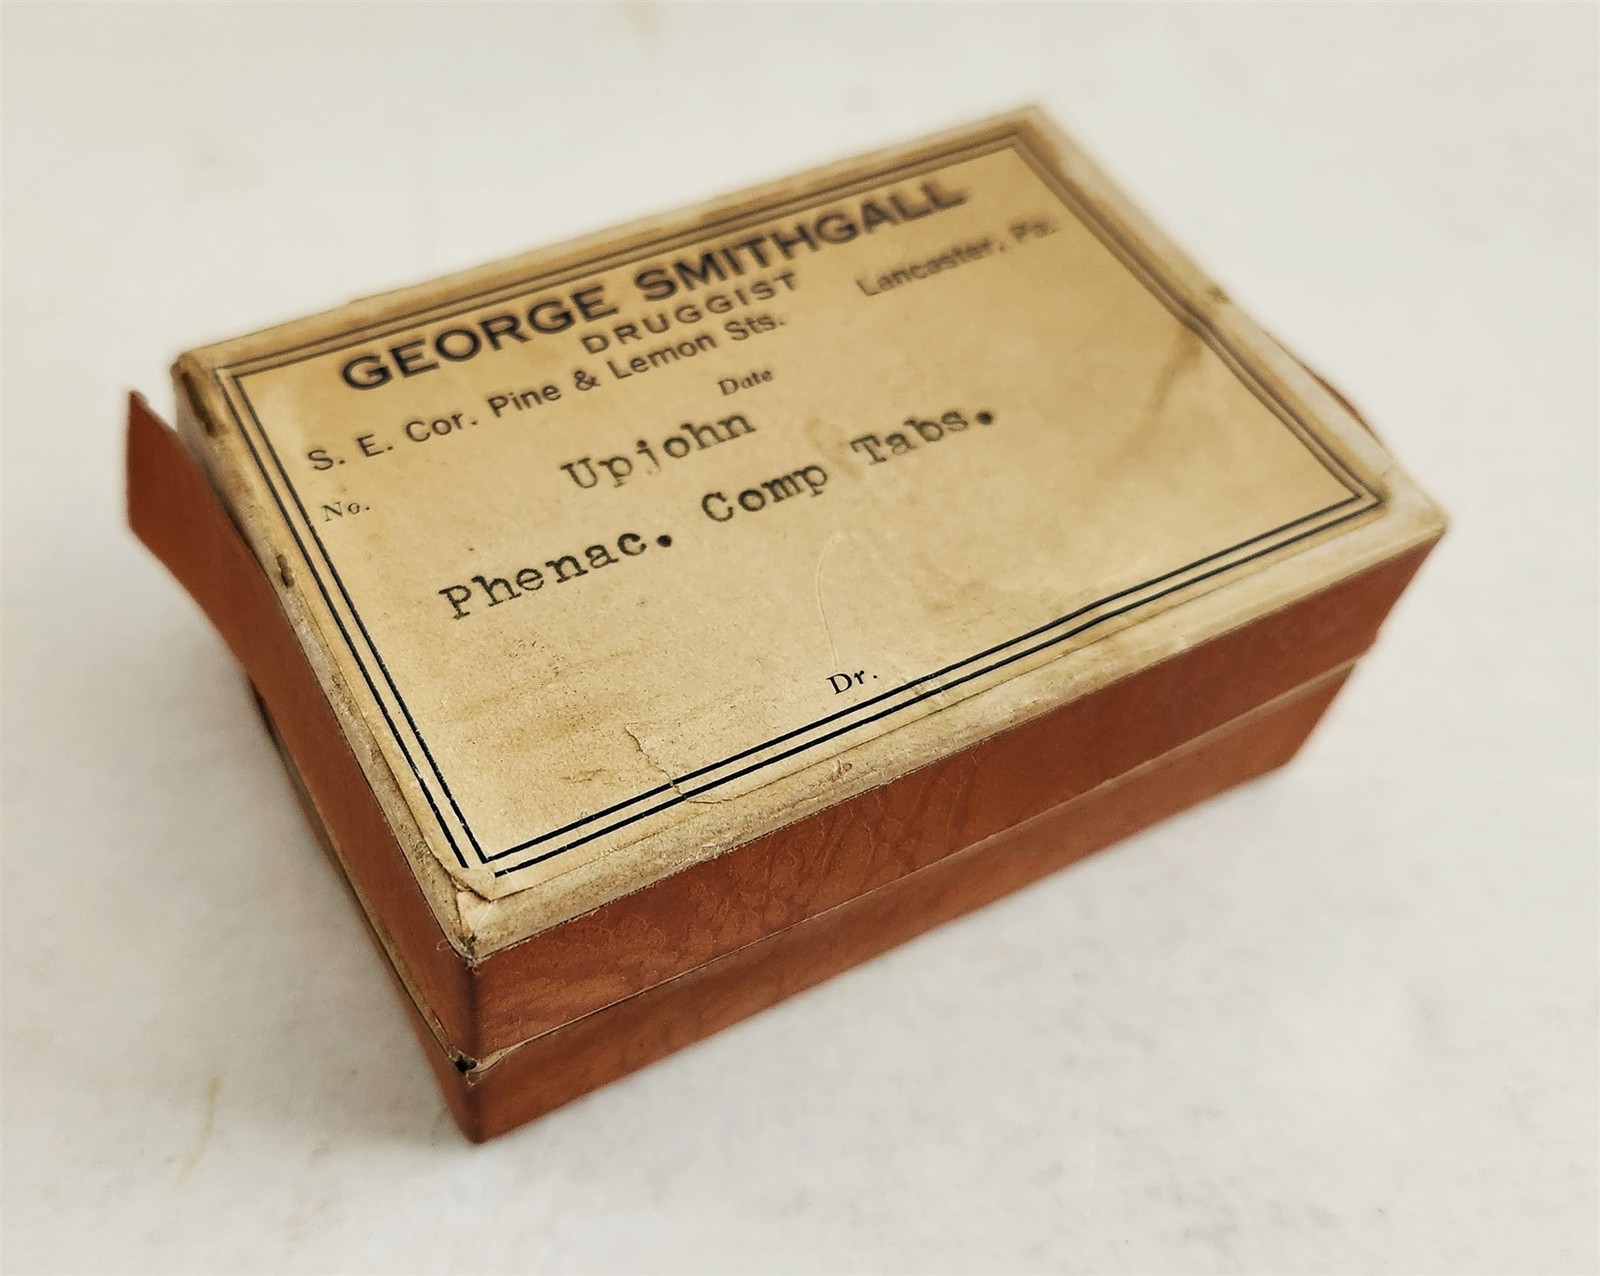 GEORGE SMITHGALL
DRUGGIST
S. E. Cor. Pine & Lemon Sts. Lancaster, Pa.
No. Date
Upjohn
Phenac. Comp Tabs.
Dr.